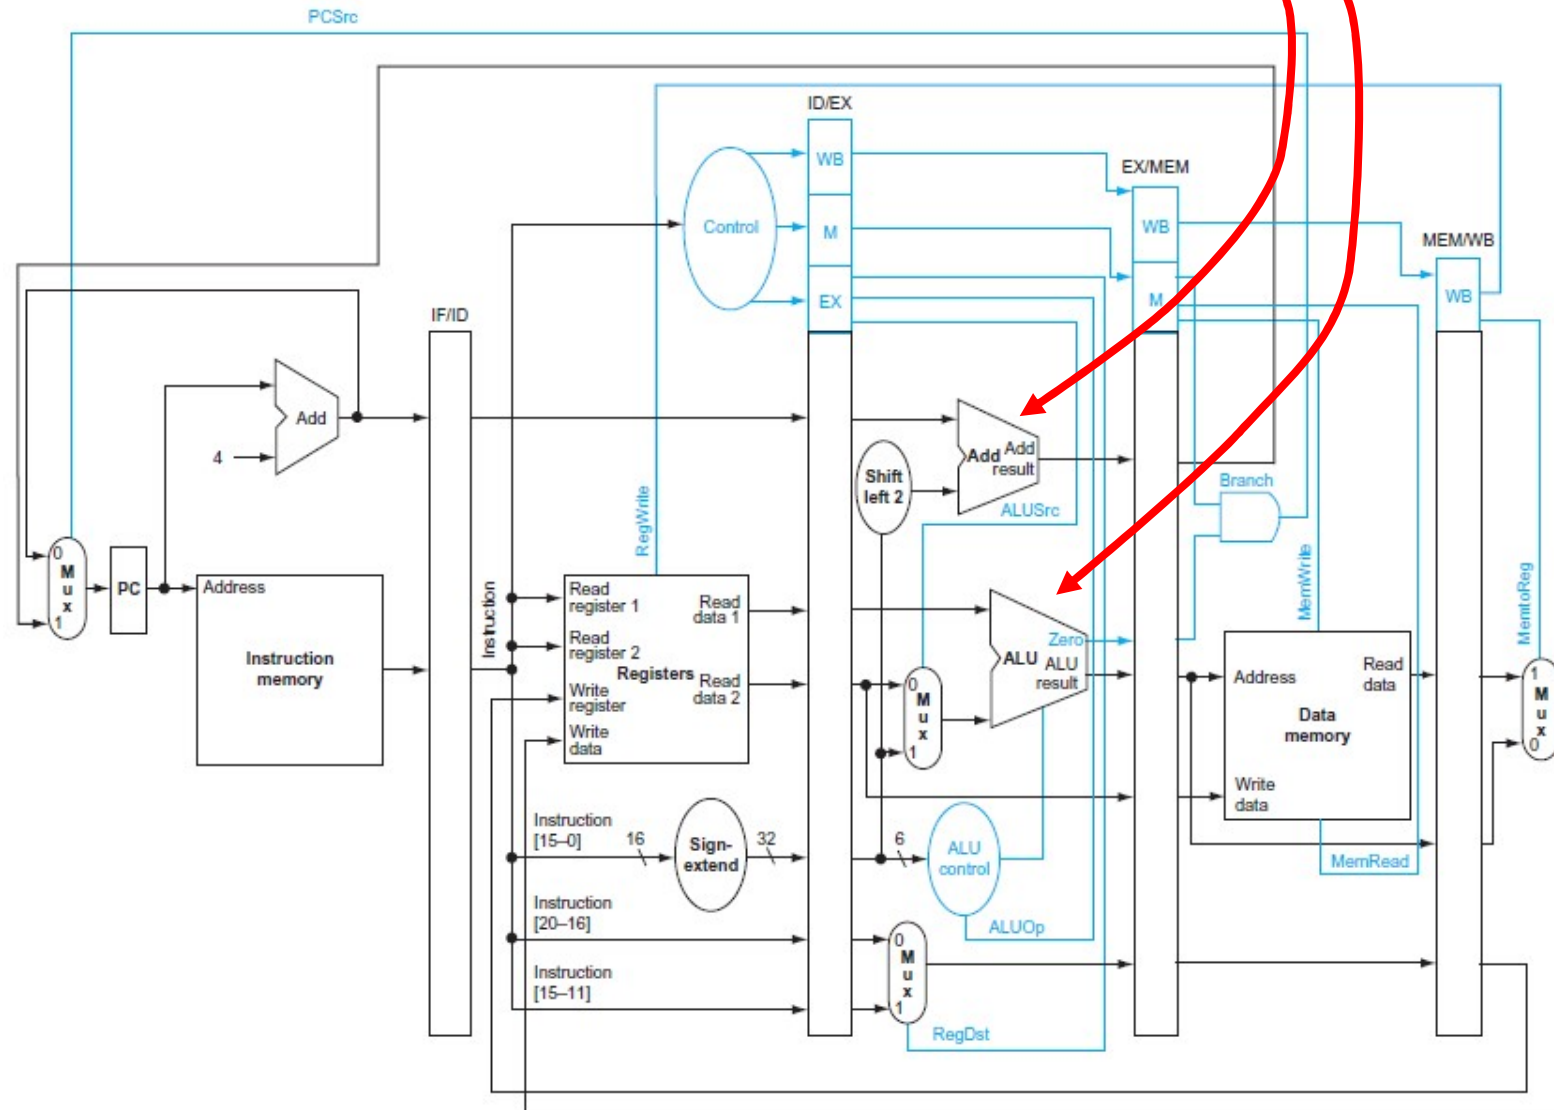 PCSrc
ID/EX
WB
M
EX
Control
EX/MEM
WB
M
MEM/WB
WB
IF/ID
Add
4
Shift
left 2
Add
Add
result
ALUSrc
Branch
RegWrite
0
M
u
x
1
PC
Address
Instruction
memory
Instruction
Read
register 1
Read
data 1
Read
register 2
Registers
Read
data 2
Write
register
Write
data
0
M
u
x
1
Zero
ALU
ALU
result
MemWrite
Address
Read
data
Data
memory
Write
data
MemtoReg
1
M
u
x
0
Instruction
[15–0]
16
Sign-
extend
32
6
ALU
control
MemRead
Instruction
[20–16]
ALUOp
0
M
u
x
1
Instruction
[15–11]
RegDst